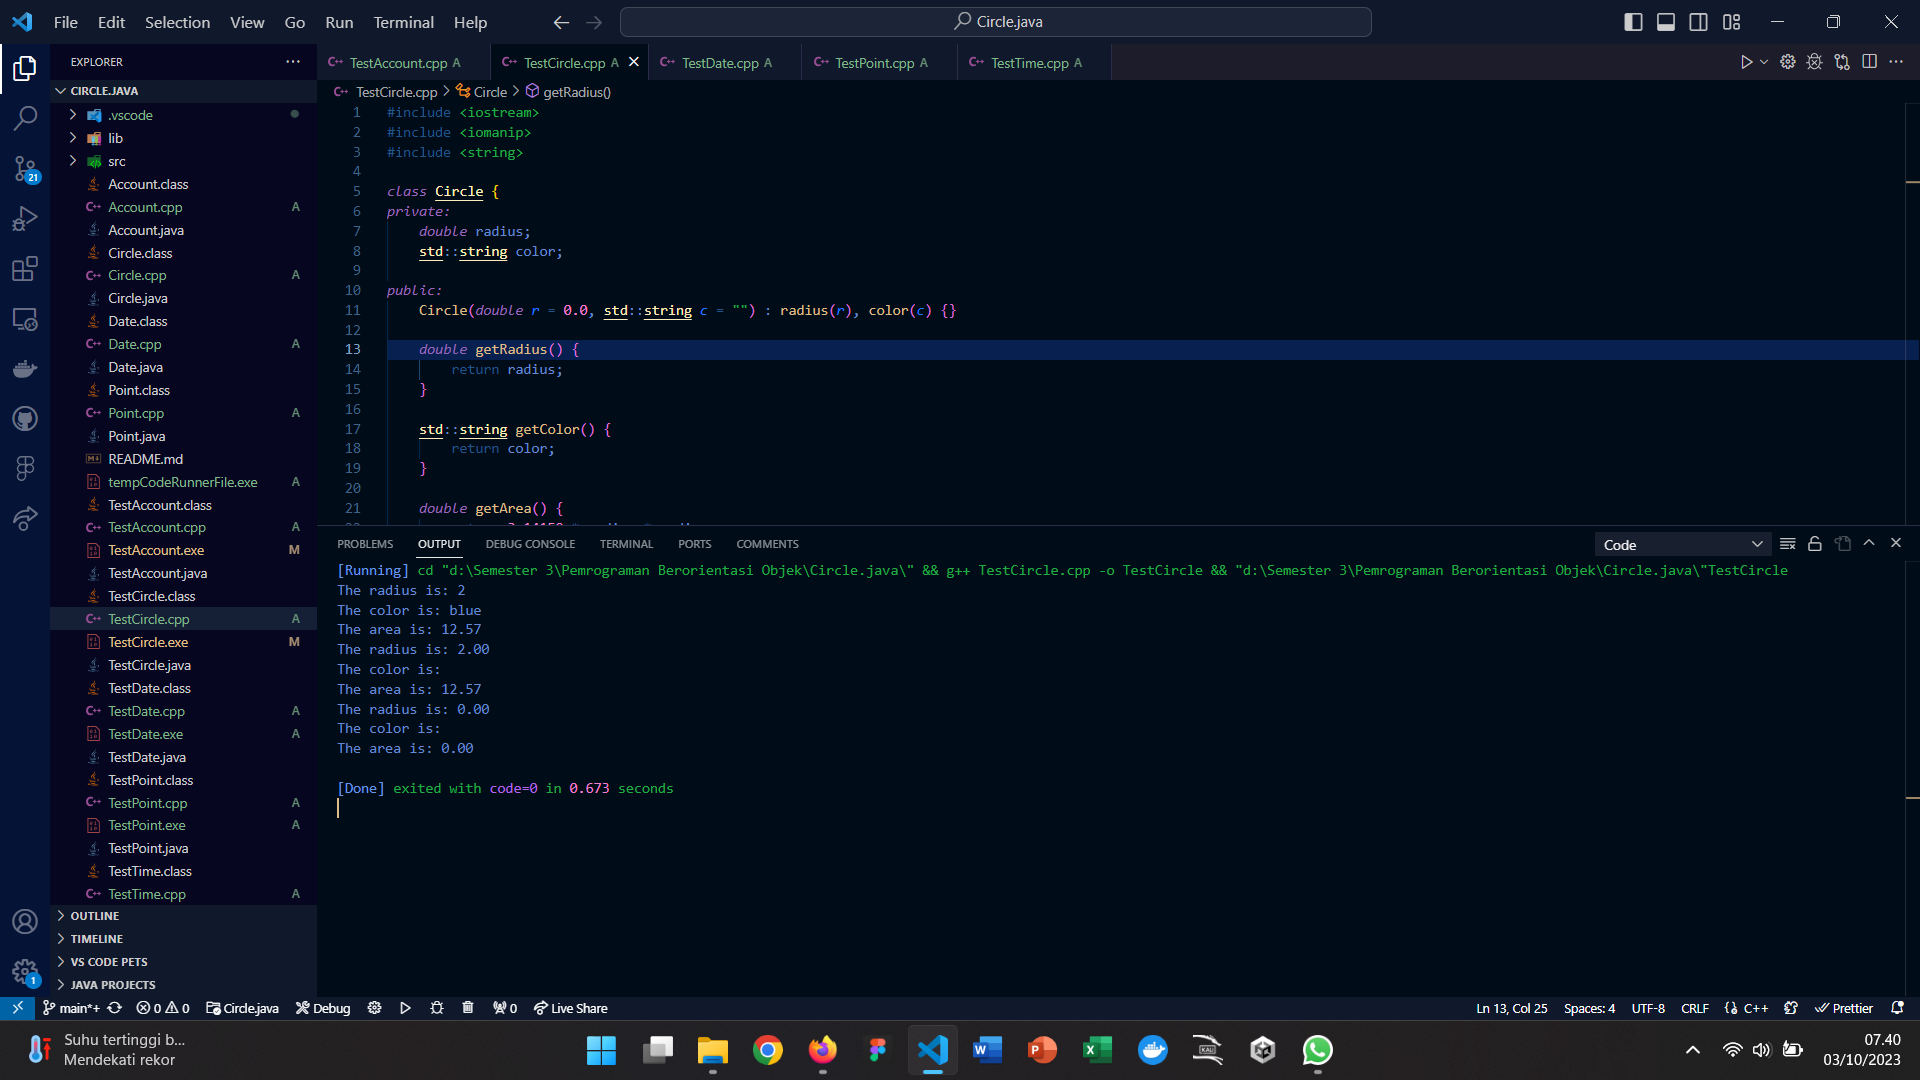 File Edit Selection View Go Run Terminal Help
Circle.java
EXPLORER
CIRCLE.JAVA
.vscode
lib
src
Account.class
Account.cpp A
Account.java
Circle.class
Circle.cpp A
Circle.java
Date.class
Date.cpp A
Date.java
Point.class
Point.cpp A
Point.java
README.md
tempCodeRunnerFile.exe A
TestAccount.class
TestAccount.cpp A
TestAccount.exe M
TestAccount.java
TestCircle.class
TestCircle.cpp A
TestCircle.exe M
TestCircle.java
TestDate.class
TestDate.cpp A
TestDate.exe A
TestDate.java
TestPoint.class
TestPoint.cpp A
TestPoint.exe A
TestPoint.java
TestTime.class
TestTime.cpp A
OUTLINE
TIMELINE
VS CODE PETS
JAVA PROJECTS
21
1
TestAccount.cpp A TestCircle.cpp A TestDate.cpp A TestPoint.cpp A TestTime.cpp A
TestCircle.cpp > Circle > getRadius()
1 #include <iostream>
2 #include <iomanip>
3 #include <string>
4
5 class Circle {
6 private:
7 double radius;
8 std::string color;
9
10 public:
11 Circle(double r = 0.0, std::string c = "") : radius(r), color(c) {}
12
13 double getRadius() {
14 return radius;
15 }
16
17 std::string getColor() {
18 return color;
19 }
20
21 double getArea() {
PROBLEMS OUTPUT DEBUG CONSOLE TERMINAL PORTS COMMENTS
Code
[Running] cd "d:\Semester 3\Pemrograman Berorientasi Objek\Circle.java\" && g++ TestCircle.cpp -o TestCircle && "d:\Semester 3\Pemrograman Berorientasi Objek\Circle.java\"TestCircle
The radius is: 2
The color is: blue
The area is: 12.57
The radius is: 2.00
The color is:
The area is: 12.57
The radius is: 0.00
The color is:
The area is: 0.00
[Done] exited with code=0 in 0.673 seconds
main*+ 0 0 Circle.java Debug 0 Live Share
Ln 13, Col 25 Spaces: 4 UTF-8 CRLF {} C++ Prettier
Suhu tertinggi b...
Mendekati rekor
07.40
03/10/2023